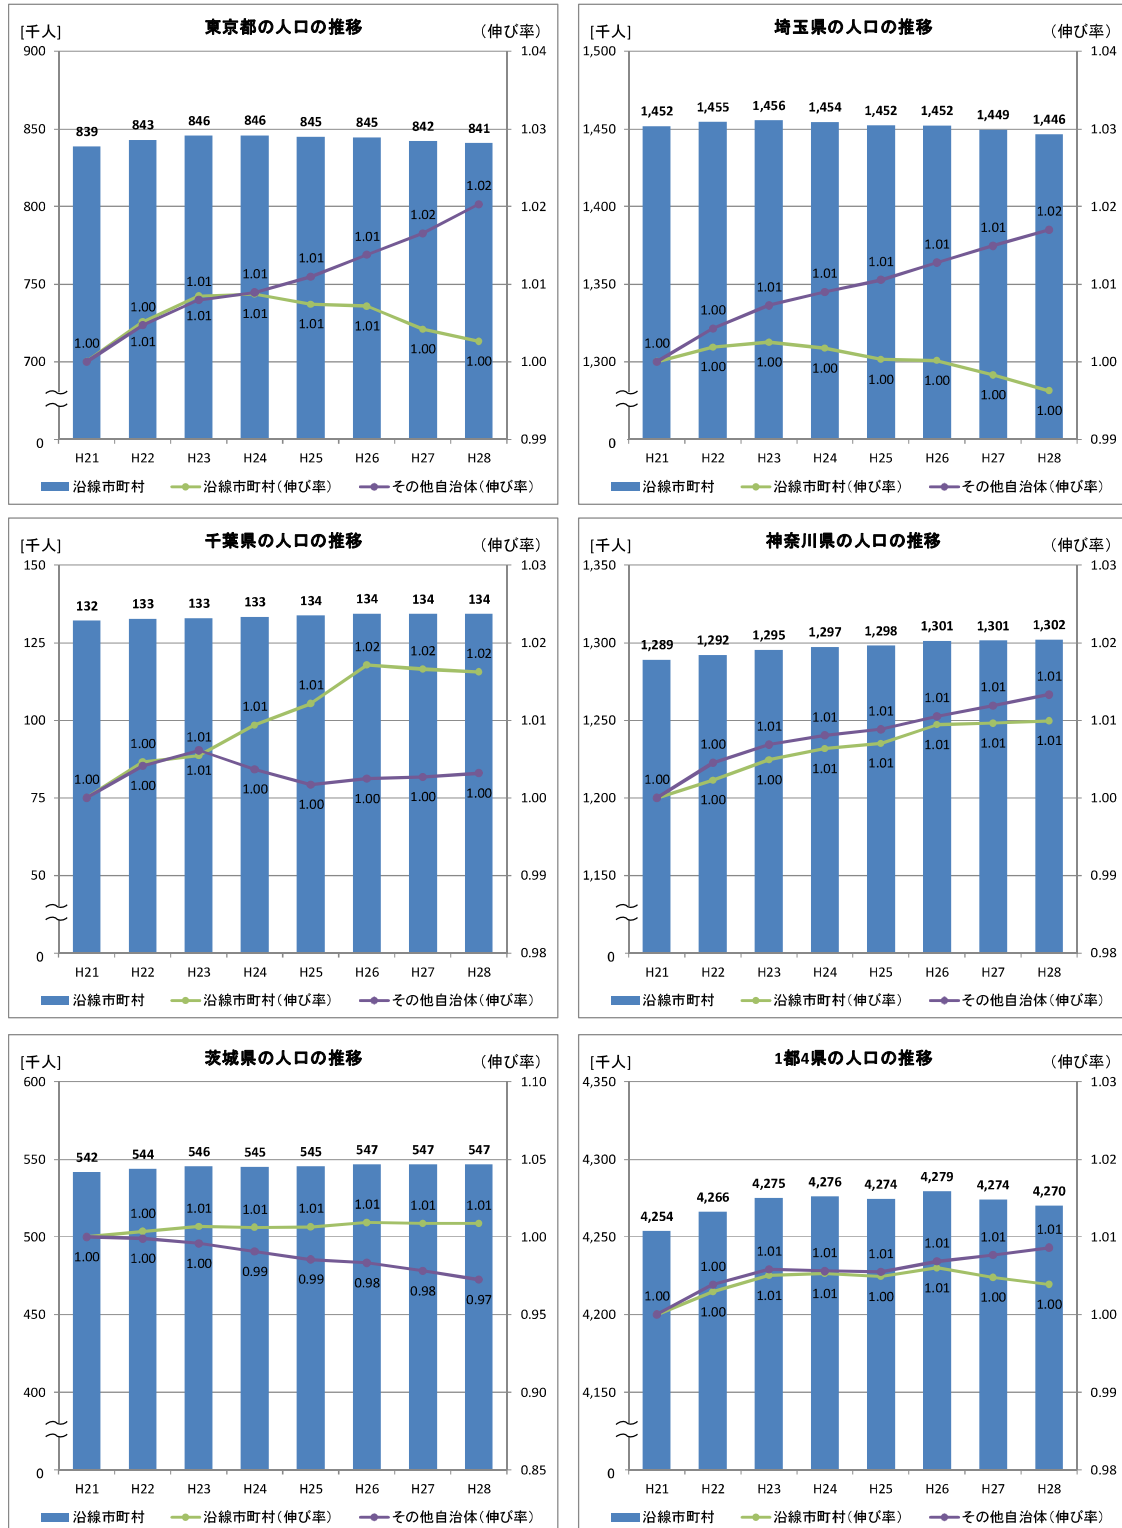 東京都の人口の推移
[千人] (伸び率)
900 1.04
850 1.03
800 1.02
750 1.01
700 1.00
0 0.99
839 843 846 846 845 845 842 841
1.00 1.00 1.01 1.01 1.01 1.01 1.02 1.02
1.01 1.01 1.01 1.01 1.01 1.00 1.00
H21 H22 H23 H24 H25 H26 H27 H28
沿線市町村 沿線市町村(伸び率) その他自治体(伸び率)
埼玉県の人口の推移
[千人] (伸び率)
1,500 1.04
1,450 1.03
1,400 1.02
1,350 1.01
1,300 1.00
0 0.99
1,452 1,455 1,456 1,454 1,452 1,452 1,449 1,446
1.00 1.00 1.01 1.01 1.01 1.01 1.01 1.02
1.00 1.00 1.00 1.00 1.00 1.00 1.00
H21 H22 H23 H24 H25 H26 H27 H28
沿線市町村 沿線市町村(伸び率) その他自治体(伸び率)
千葉県の人口の推移
[千人] (伸び率)
150 1.03
125 1.02
100 1.01
75 1.00
50 0.99
0 0.98
132 133 133 133 134 134 134 134
1.00 1.00 1.01 1.01 1.01 1.02 1.02 1.02
1.00 1.01 1.00 1.00 1.00 1.00 1.00
H21 H22 H23 H24 H25 H26 H27 H28
沿線市町村 沿線市町村(伸び率) その他自治体(伸び率)
神奈川県の人口の推移
[千人] (伸び率)
1,350 1.03
1,300 1.02
1,250 1.01
1,200 1.00
1,150 0.99
0 0.98
1,289 1,292 1,295 1,297 1,298 1,301 1,301 1,302
1.00 1.00 1.01 1.01 1.01 1.01 1.01 1.01
1.00 1.00 1.01 1.01 1.01 1.01 1.01
H21 H22 H23 H24 H25 H26 H27 H28
沿線市町村 沿線市町村(伸び率) その他自治体(伸び率)
茨城県の人口の推移
[千人] (伸び率)
600 1.10
550 1.05
500 1.00
450 0.95
400 0.90
0 0.85
542 544 546 545 545 547 547 547
1.00 1.01 1.01 1.01 1.01 1.01 1.01
1.00 1.00 1.00 0.99 0.99 0.98 0.98 0.97
H21 H22 H23 H24 H25 H26 H27 H28
沿線市町村 沿線市町村(伸び率) その他自治体(伸び率)
1都4県の人口の推移
[千人] (伸び率)
4,350 1.03
4,300 1.02
4,250 1.01
4,200 1.00
4,150 0.99
0 0.98
4,254 4,266 4,275 4,276 4,274 4,279 4,274 4,270
1.00 1.00 1.01 1.01 1.01 1.01 1.01 1.01
1.00 1.01 1.01 1.00 1.01 1.00 1.00
H21 H22 H23 H24 H25 H26 H27 H28
沿線市町村 沿線市町村(伸び率) その他自治体(伸び率)